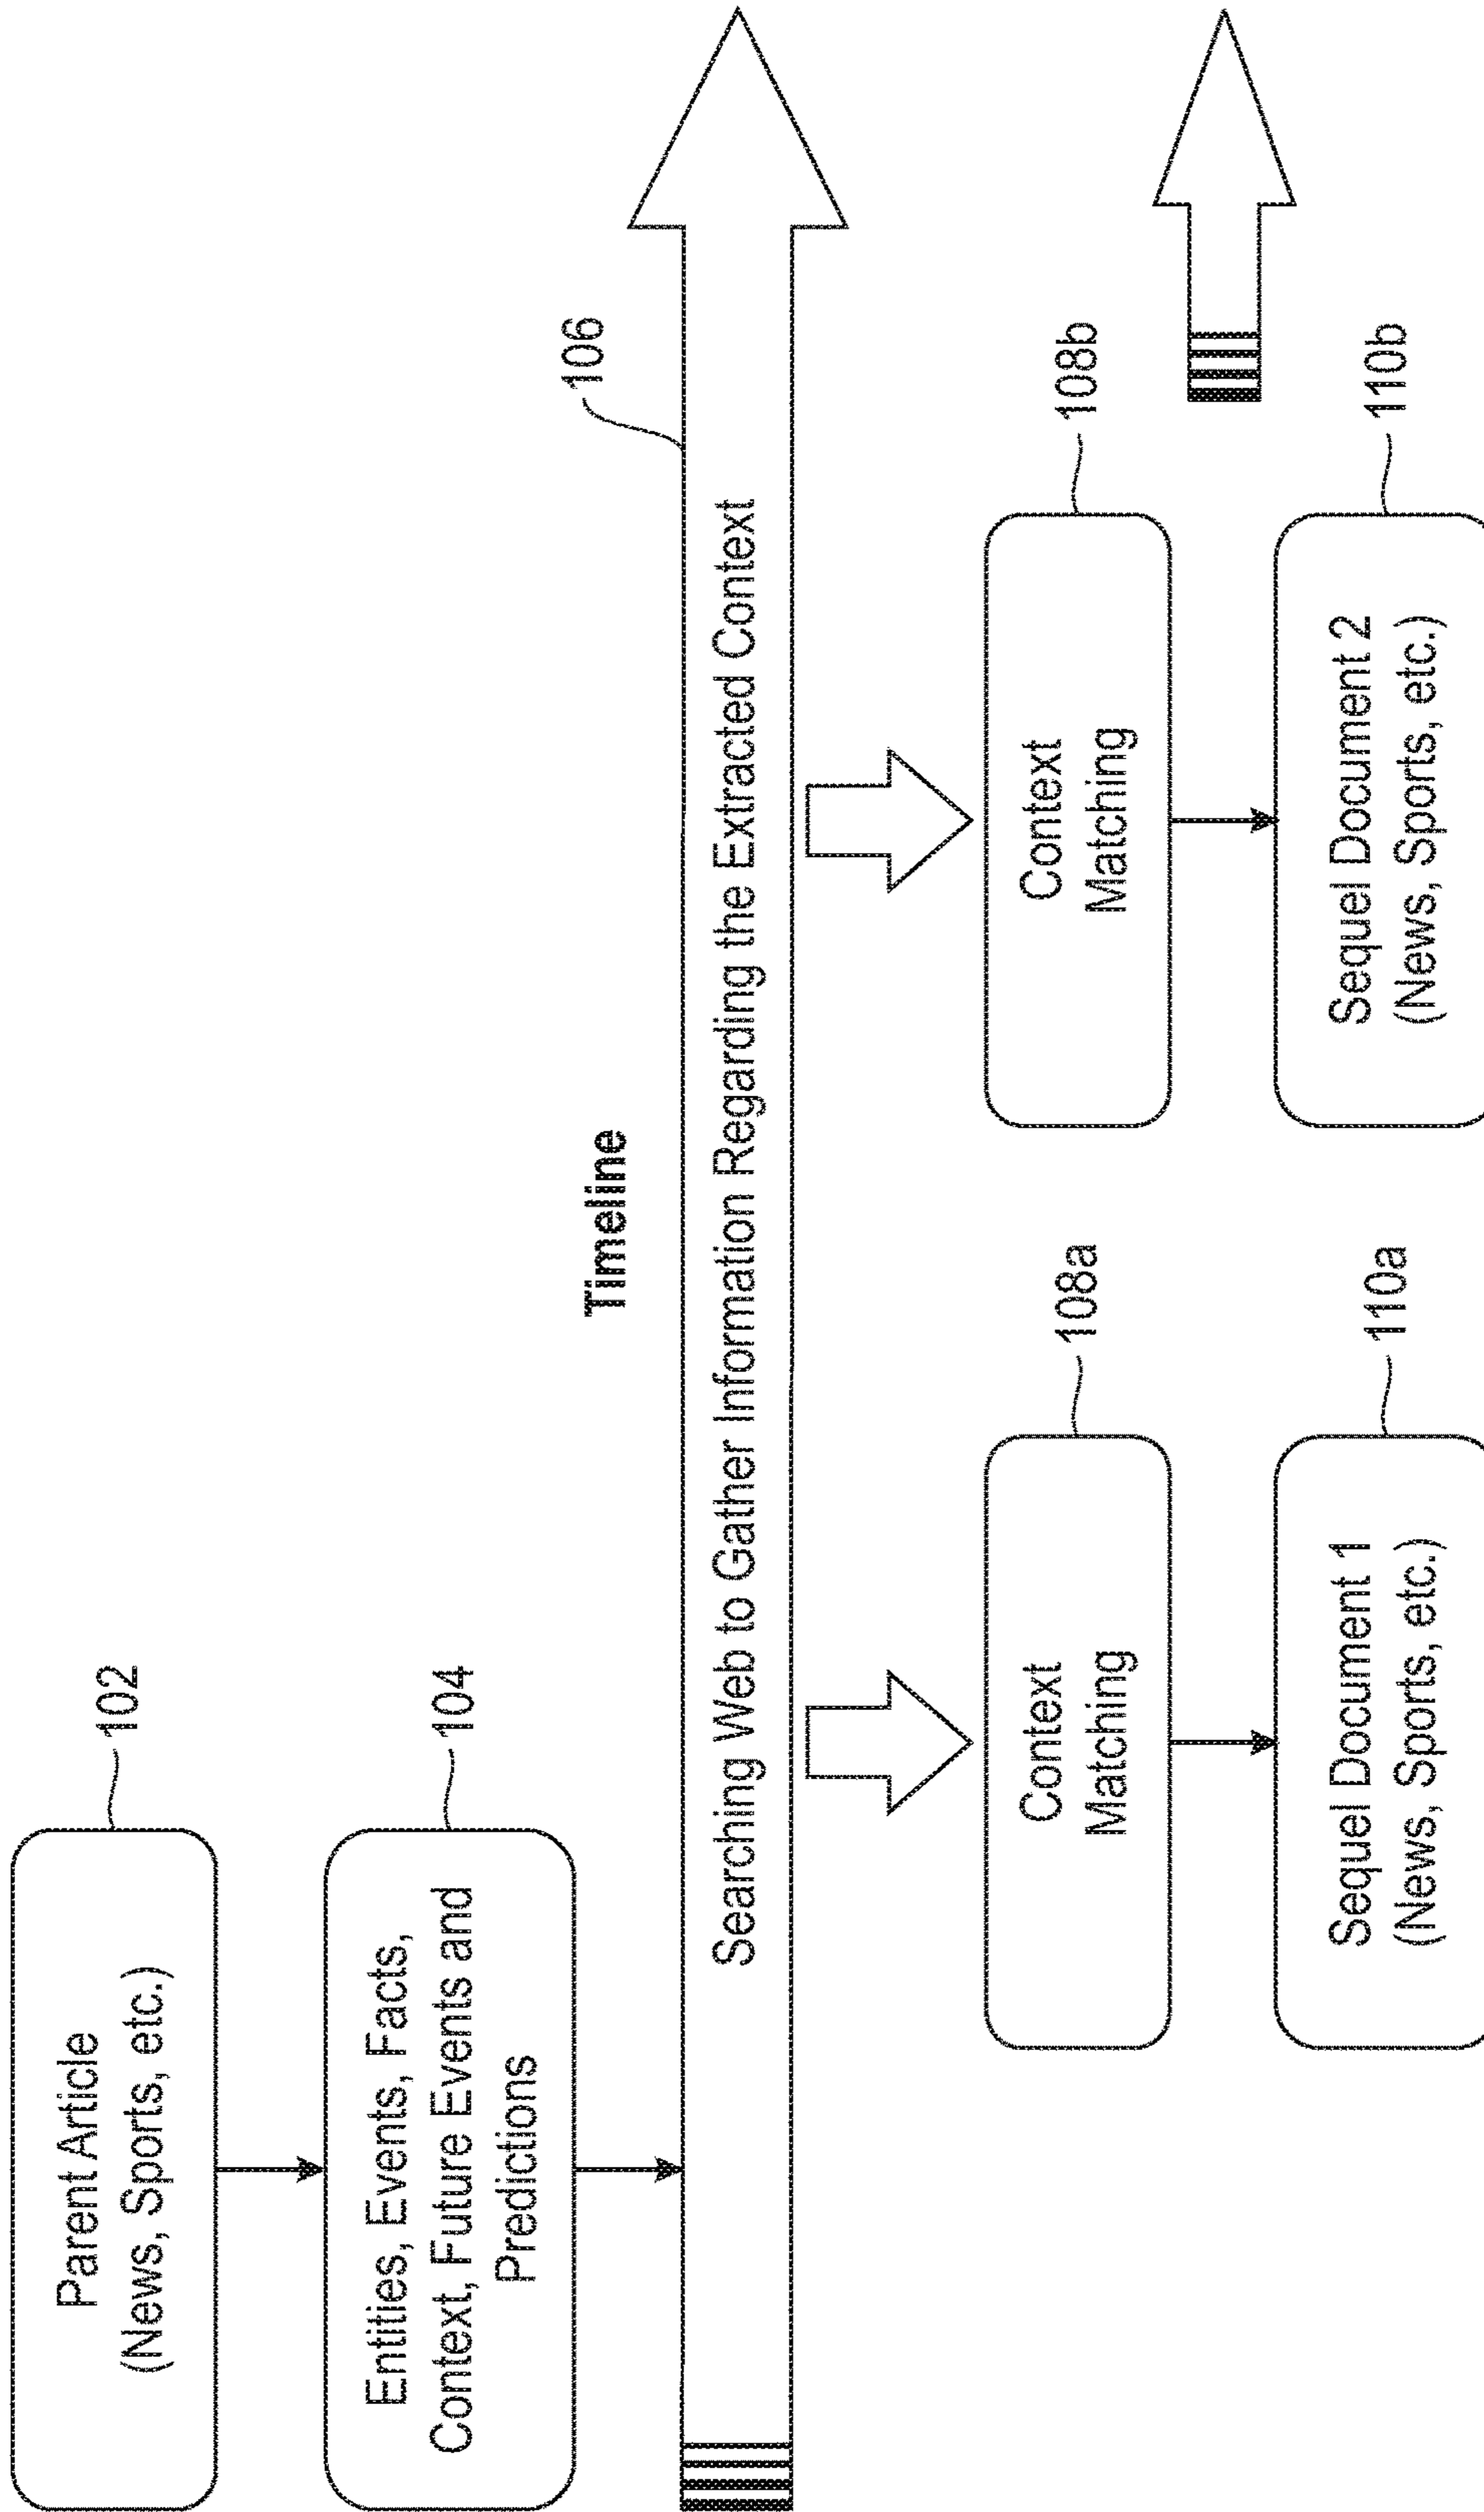 Parent Article
(News, Sports, etc.)
102
Entities, Events, Facts,
Context, Future Events and
Predictions
104
Timeline
106
Searching Web to Gather Information Regarding the Extracted Context
Context
Matching
108a
Context
Matching
108b
Sequel Document 1
(News, Sports, etc.)
110a
Sequel Document 2
(News, Sports, etc.)
110b